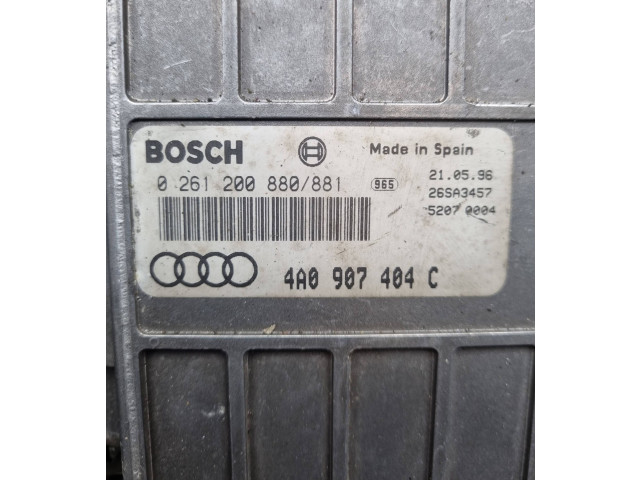 BOSCH Made in Spain
0 261 200 880/881 965 21.05.96
26SA3457
5207 0004
4A0 907 404 C